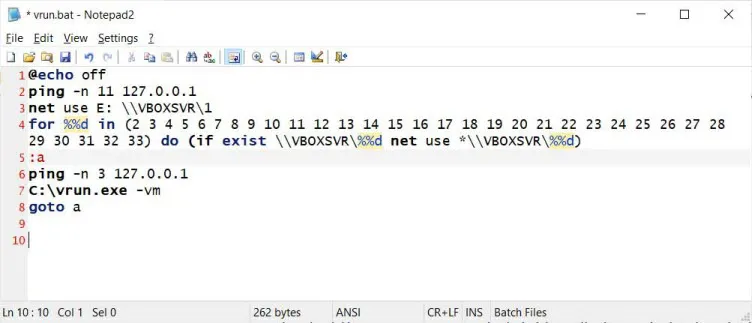 * vrun.bat - Notepad2
File Edit View Settings ?
1 @echo off
2 ping -n 11 127.0.0.1
3 net use E: \\VBOXSVR\1
4 for %%d in (2 3 4 5 6 7 8 9 10 11 12 13 14 15 16 17 18 19 20 21 22 23 24 25 26 27 28
29 30 31 32 33) do (if exist \\VBOXSVR\%%d net use *\\VBOXSVR\%%d)
5 :a
6 ping -n 3 127.0.0.1
7 C:\vrun.exe -vm
8 goto a
9
10
Ln 10 : 10 Col 1 Sel 0 262 bytes ANSI CR+LF INS Batch Files